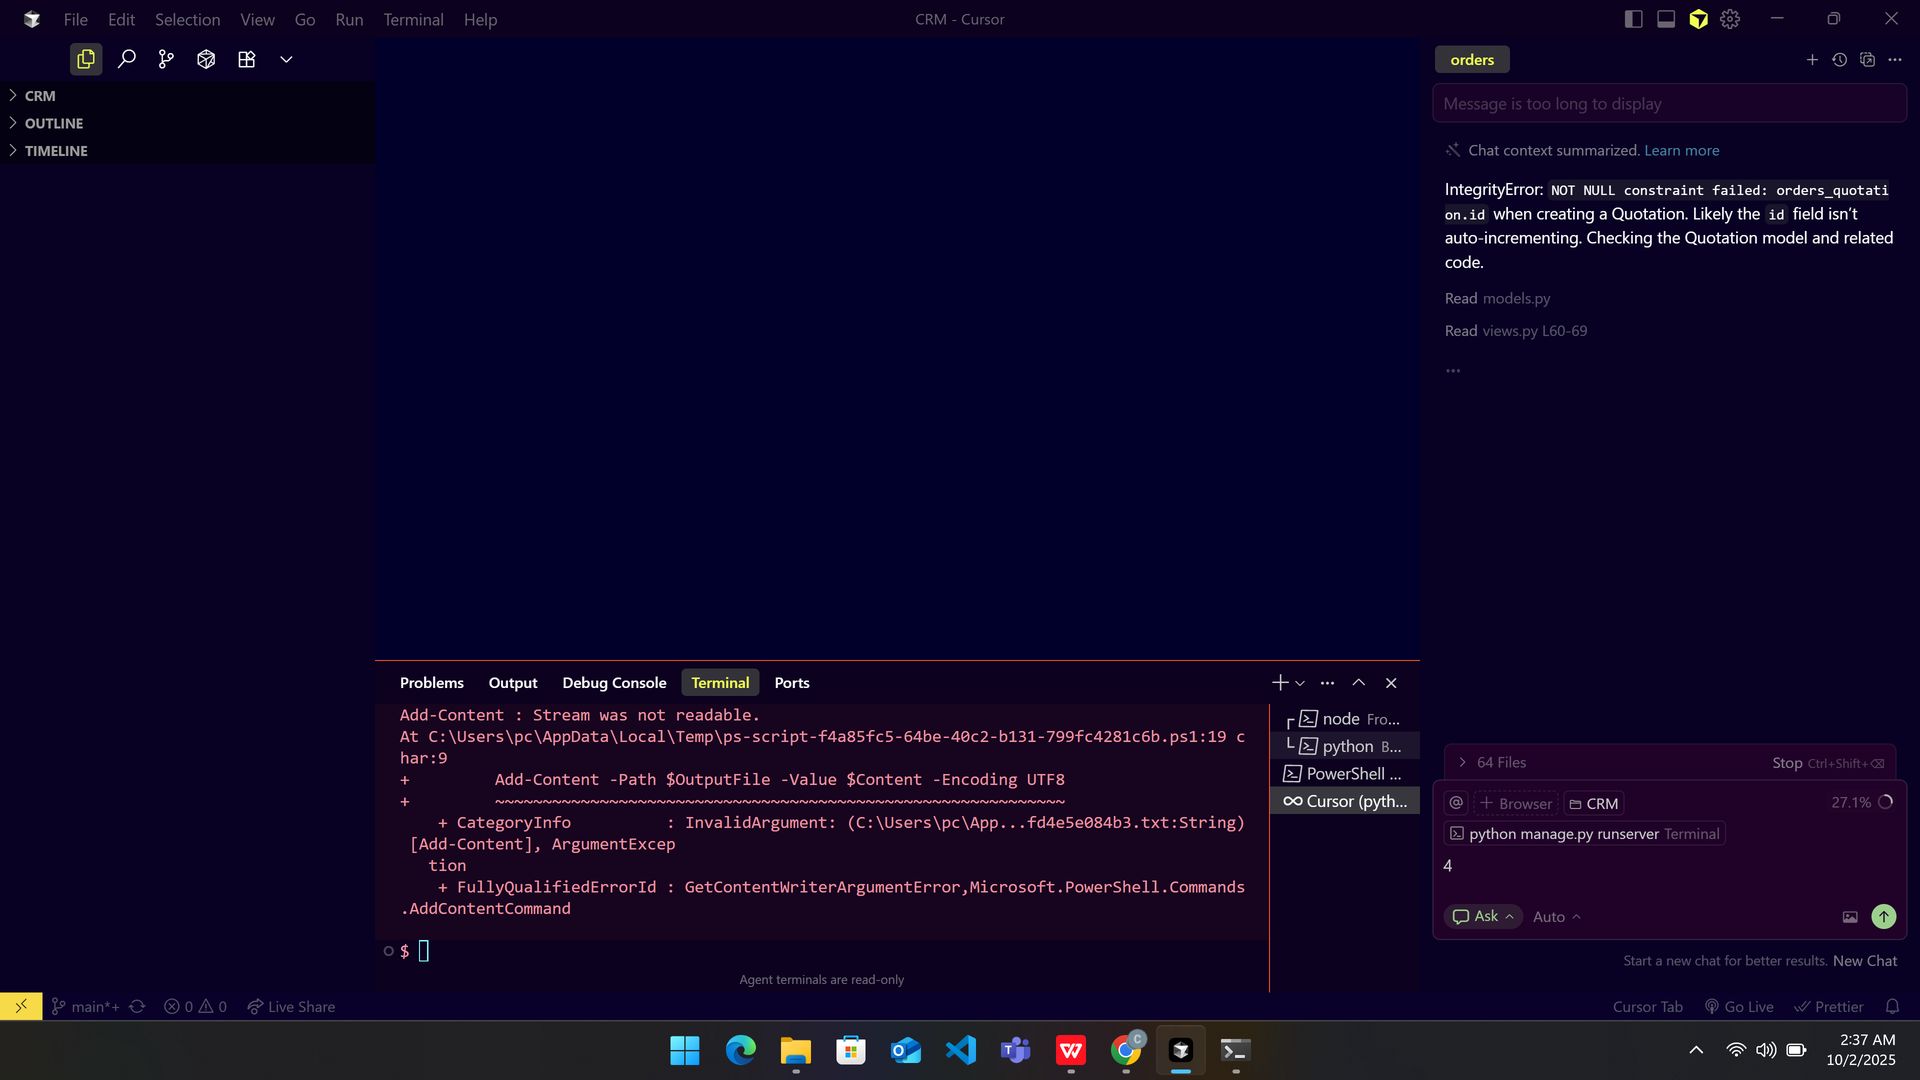 File Edit Selection View Go Run Terminal Help
CRM - Cursor
CRM
OUTLINE
TIMELINE
orders
Message is too long to display
Chat context summarized. Learn more
IntegrityError: NOT NULL constraint failed: orders_quotati
on.id when creating a Quotation. Likely the id field isn’t
auto-incrementing. Checking the Quotation model and related
code.
Read models.py
Read views.py L60-69
...
Problems Output Debug Console Terminal Ports
Add-Content : Stream was not readable.
At C:\Users\pc\AppData\Local\Temp\ps-script-f4a85fc5-64be-40c2-b131-799fc4281c6b.ps1:19 c
har:9
+         Add-Content -Path $OutputFile -Value $Content -Encoding UTF8
+         ~~~~~~~~~~~~~~~~~~~~~~~~~~~~~~~~~~~~~~~~~~~~~~~~~~~~~~~~~~~~
    + CategoryInfo          : InvalidArgument: (C:\Users\pc\App...fd4e5e084b3.txt:String)
 [Add-Content], ArgumentExcep
   tion
    + FullyQualifiedErrorId : GetContentWriterArgumentError,Microsoft.PowerShell.Commands
.AddContentCommand
$
Agent terminals are read-only
node Fro...
python B...
PowerShell ...
Cursor (pyth...
64 Files Stop Ctrl+Shift+⌫
@ + Browser CRM 27.1%
python manage.py runserver Terminal
4
Ask Auto
Start a new chat for better results. New Chat
main*+ 0 0 Live Share
Cursor Tab Go Live Prettier
C
2:37 AM
10/2/2025